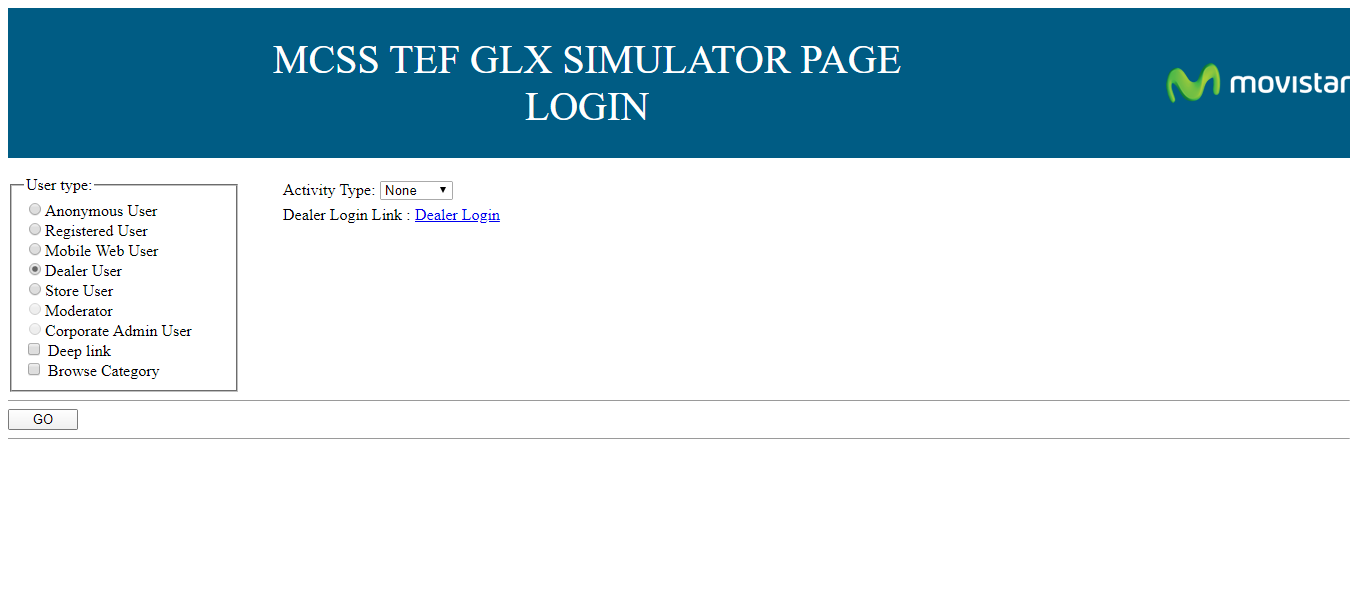 MCSS TEF GLX SIMULATOR PAGE
LOGIN
movistar
User type:
Anonymous User
Registered User
Mobile Web User
Dealer User
Store User
Moderator
Corporate Admin User
Deep link
Browse Category
Activity Type: None
Dealer Login Link : Dealer Login
GO